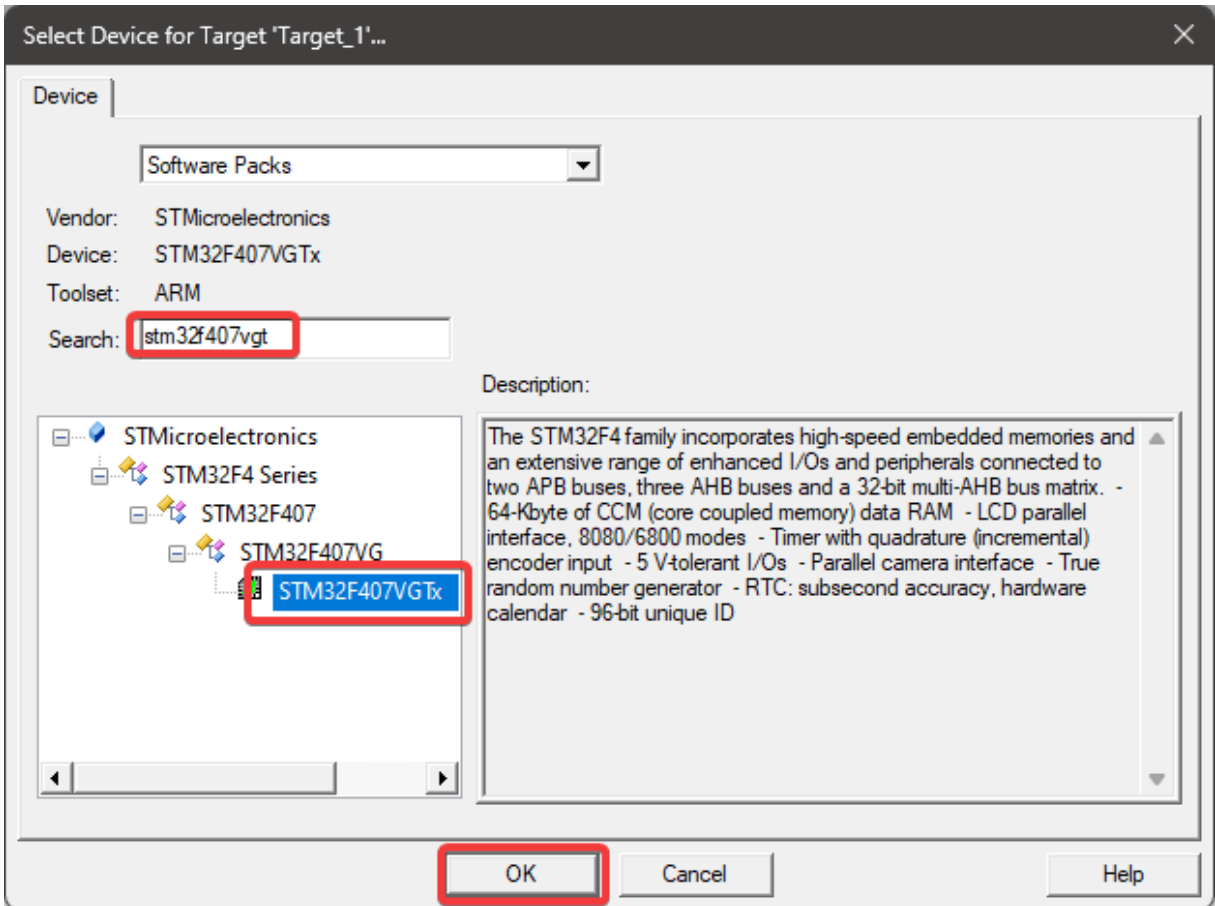 Select Device for Target 'Target_1'...
Device
Software Packs
Vendor: STMicroelectronics
Device: STM32F407VGTx
Toolset: ARM
Search: stm32f407vgt
Description:
STMicroelectronics
STM32F4 Series
STM32F407
STM32F407VG
STM32F407VGTx
The STM32F4 family incorporates high-speed embedded memories and
an extensive range of enhanced I/Os and peripherals connected to
two APB buses, three AHB buses and a 32-bit multi-AHB bus matrix. -
64-Kbyte of CCM (core coupled memory) data RAM - LCD parallel
interface, 8080/6800 modes - Timer with quadrature (incremental)
encoder input - 5 V-tolerant I/Os - Parallel camera interface - True
random number generator - RTC: subsecond accuracy, hardware
calendar - 96-bit unique ID
OK
Cancel
Help